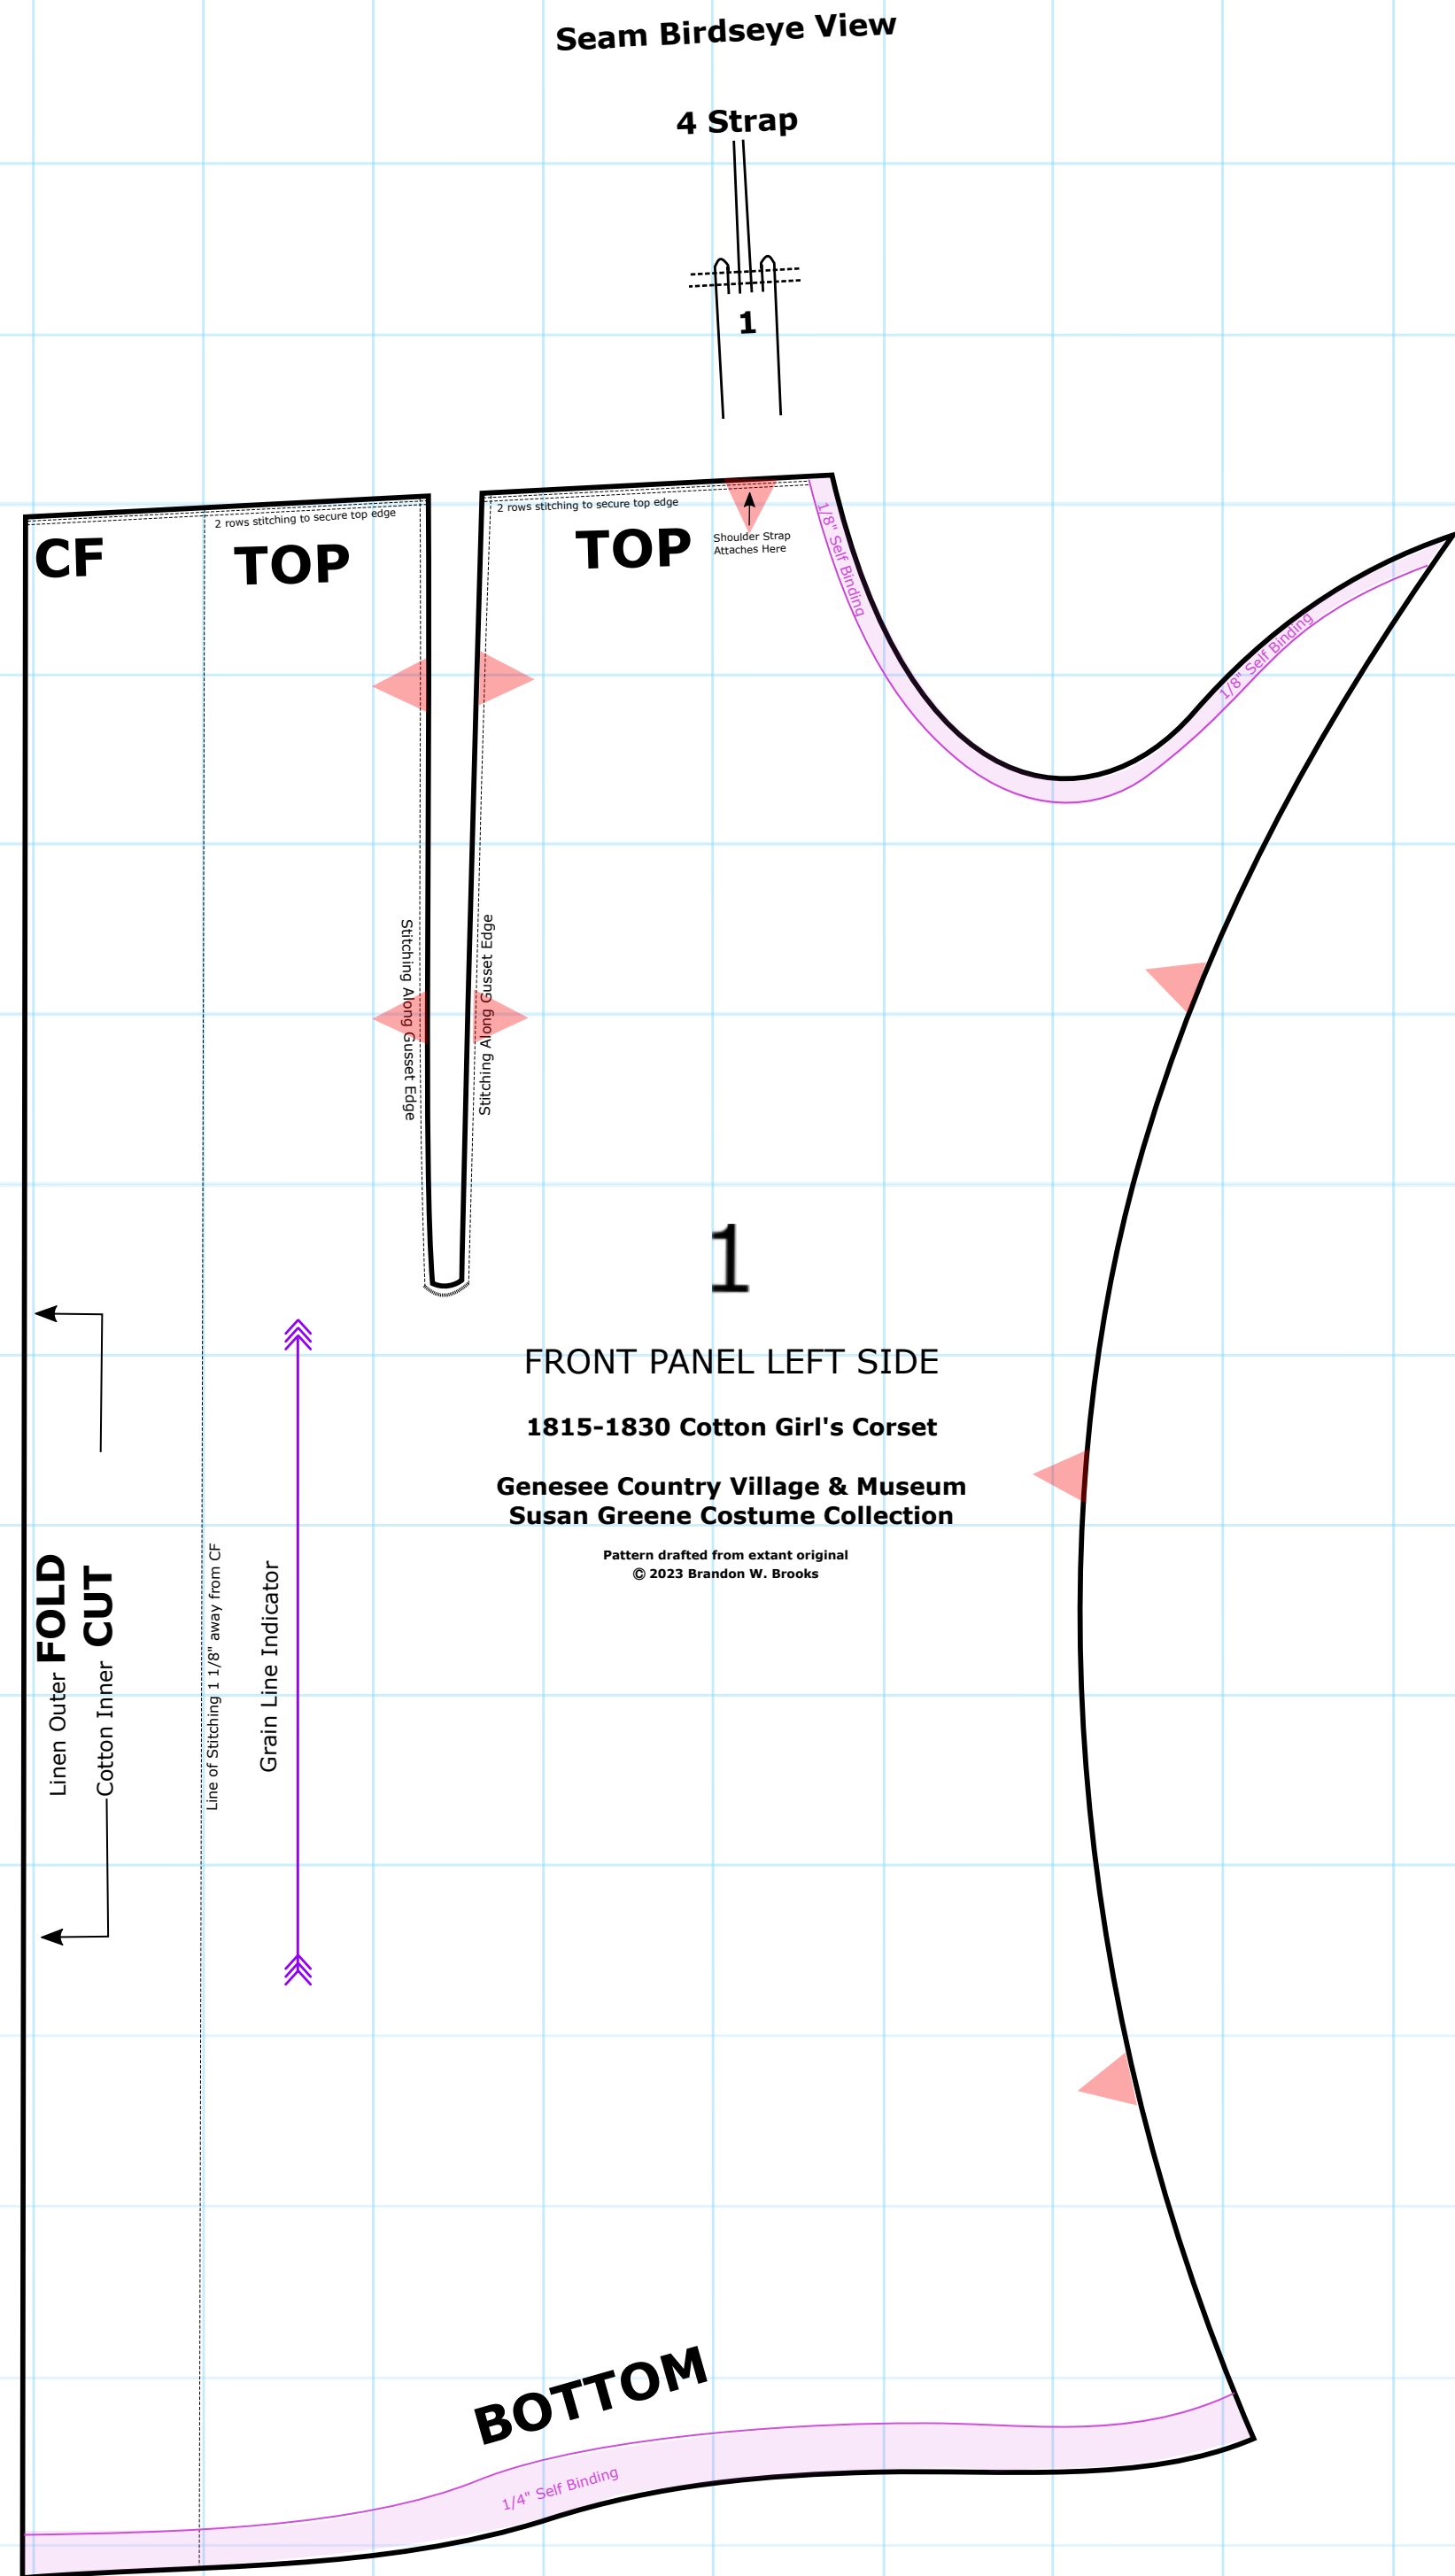 Seam Birdseye View
4 Strap
1
2 rows stitching to secure top edge
2 rows stitching to secure top edge
CF
TOP
TOP
Shoulder Strap
Attaches Here
1/8" Self Binding
1/8" Self Binding
Stitching Along Gusset Edge
Stitching Along Gusset Edge
1
FRONT PANEL LEFT SIDE
1815-1830 Cotton Girl's Corset
Genesee Country Village & Museum
Susan Greene Costume Collection
Pattern drafted from extant original
© 2023 Brandon W. Brooks
Linen Outer FOLD
Cotton Inner CUT
Line of Stitching 1 1/8" away from CF
Grain Line Indicator
BOTTOM
1/4" Self Binding